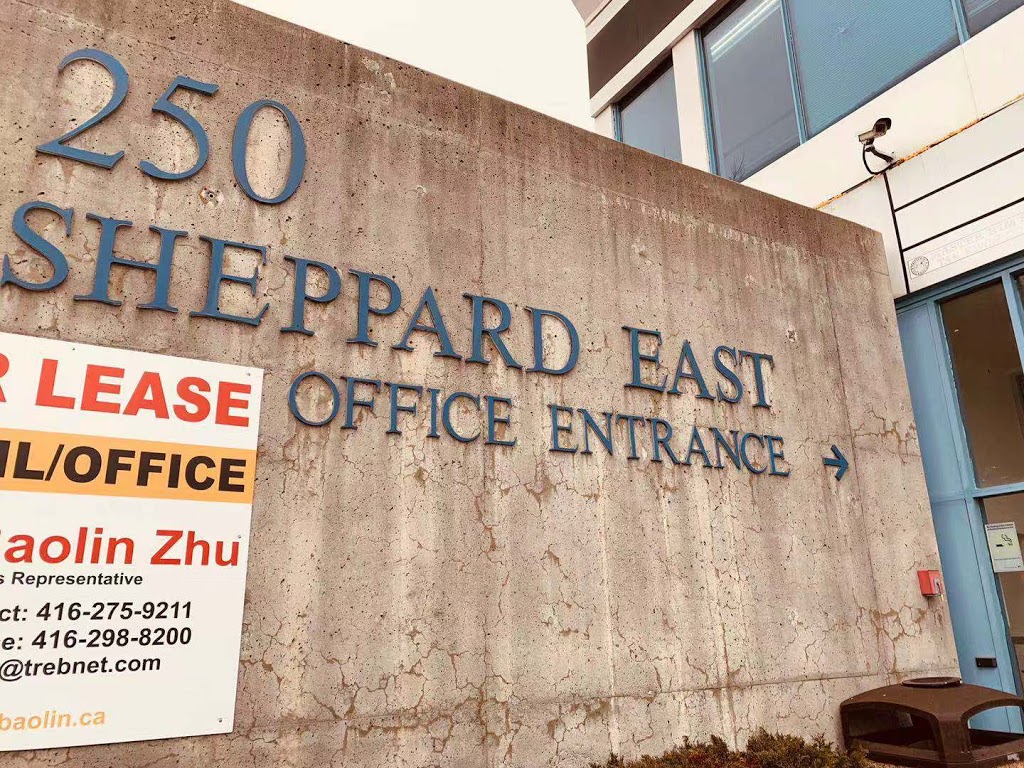 250
SHEPPARD EAST
OFFICE ENTRANCE →
R LEASE
IL/OFFICE
aolin Zhu
s Representative
ct: 416-275-9211
e: 416-298-8200
@trebnet.com
baolin.ca